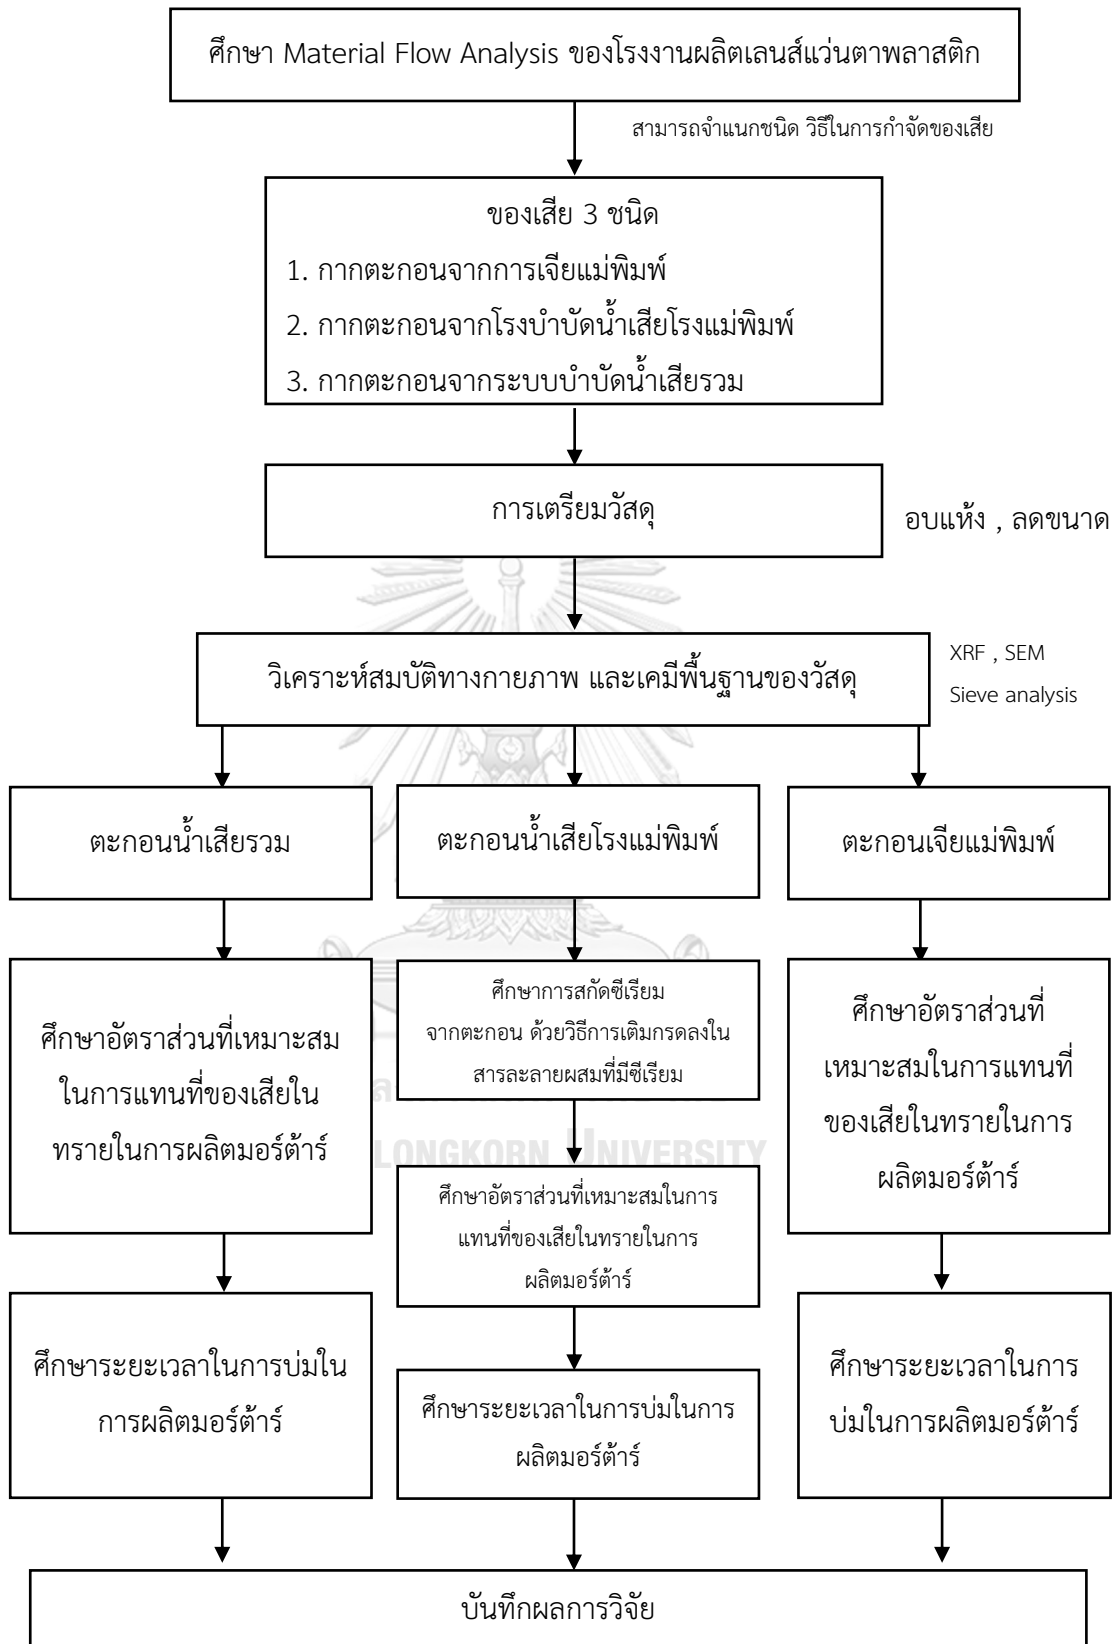 ศึกษา Material Flow Analysis ของโรงงานผลิตเลนส์แว่นตาพลาสติก
สามารถจำแนกชนิด วิธีในการกำจัดของเสีย
ของเสีย 3 ชนิด
1. กากตะกอนจากการเจียแม่พิมพ์
2. กากตะกอนจากโรงบำบัดน้ำเสียโรงแม่พิมพ์
3. กากตะกอนจากระบบบำบัดน้ำเสียรวม
การเตรียมวัสดุ
อบแห้ง , ลดขนาด
วิเคราะห์สมบัติทางกายภาพ และเคมีพื้นฐานของวัสดุ
XRF , SEM
Sieve analysis
ตะกอนน้ำเสียรวม
ตะกอนน้ำเสียโรงแม่พิมพ์
ตะกอนเจียแม่พิมพ์
ศึกษาอัตราส่วนที่เหมาะสม
ในการแทนที่ของเสียใน
ทรายในการผลิตมอร์ต้าร์
ศึกษาการสกัดซีเรียม
จากตะกอน ด้วยวิธีการเติมกรดลงใน
สารละลายผสมที่มีซีเรียม
ศึกษาอัตราส่วนที่
เหมาะสมในการแทนที่
ของเสียในทรายในการ
ผลิตมอร์ต้าร์
LONGKORN UNIVERSITY
ศึกษาอัตราส่วนที่เหมาะสมในการ
แทนที่ของเสียในทรายในการ
ผลิตมอร์ต้าร์
ศึกษาระยะเวลาในการบ่มใน
การผลิตมอร์ต้าร์
ศึกษาระยะเวลาในการบ่มในการ
ผลิตมอร์ต้าร์
ศึกษาระยะเวลาในการ
บ่มในการผลิตมอร์ต้าร์
บันทึกผลการวิจัย